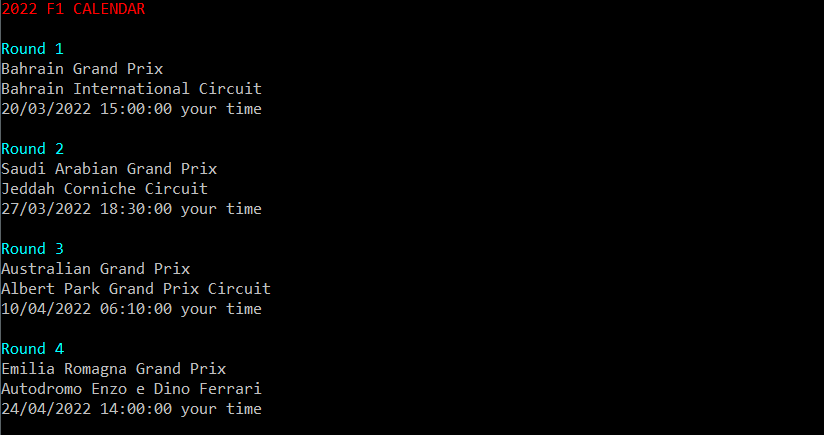 2022 F1 CALENDAR
Round 1
Bahrain Grand Prix
Bahrain International Circuit
20/03/2022 15:00:00 your time
Round 2
Saudi Arabian Grand Prix
Jeddah Corniche Circuit
27/03/2022 18:30:00 your time
Round 3
Australian Grand Prix
Albert Park Grand Prix Circuit
10/04/2022 06:10:00 your time
Round 4
Emilia Romagna Grand Prix
Autodromo Enzo e Dino Ferrari
24/04/2022 14:00:00 your time